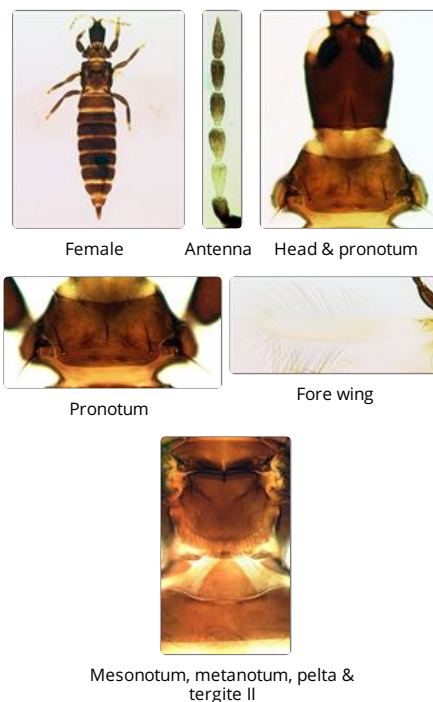 Female
Antenna
Head & pronotum
Pronotum
Fore wing
Mesonotum, metanotum, pelta &
tergite II